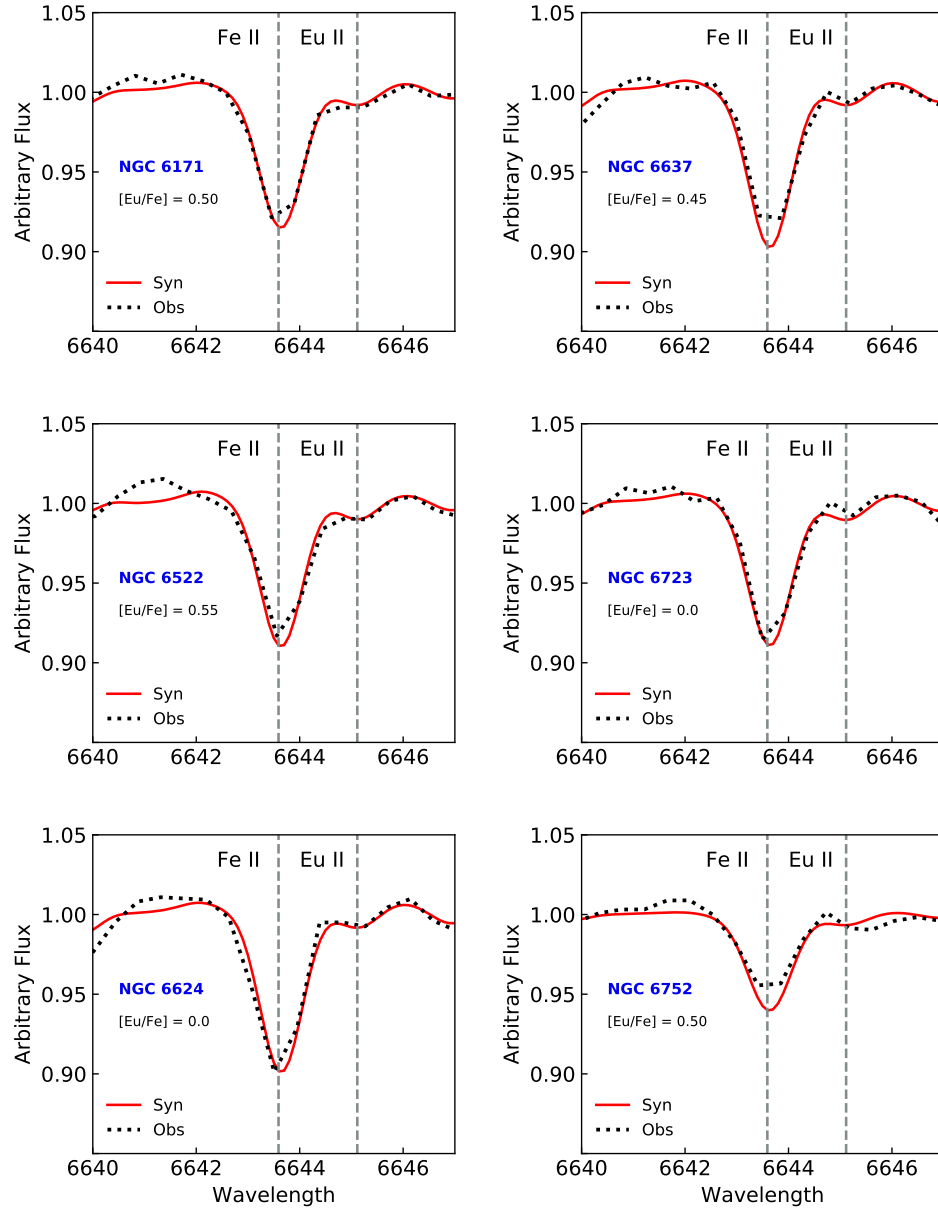 1.05
Fe II Eu II
1.00
NGC 6171
0.95
[Eu/Fe] = 0.50
Arbitrary Flux
0.90
Syn
Obs
6640 6642 6644 6646
1.05
Fe II Eu II
1.00
NGC 6637
0.95
[Eu/Fe] = 0.45
Arbitrary Flux
0.90
Syn
Obs
6640 6642 6644 6646
1.05
Fe II Eu II
1.00
NGC 6522
0.95
[Eu/Fe] = 0.55
Arbitrary Flux
0.90
Syn
Obs
6640 6642 6644 6646
1.05
Fe II Eu II
1.00
NGC 6723
0.95
[Eu/Fe] = 0.0
Arbitrary Flux
0.90
Syn
Obs
6640 6642 6644 6646
1.05
Fe II Eu II
1.00
NGC 6624
0.95
[Eu/Fe] = 0.0
Arbitrary Flux
0.90
Syn
Obs
6640 6642 6644 6646
Wavelength
1.05
Fe II Eu II
1.00
NGC 6752
0.95
[Eu/Fe] = 0.50
Arbitrary Flux
0.90
Syn
Obs
6640 6642 6644 6646
Wavelength